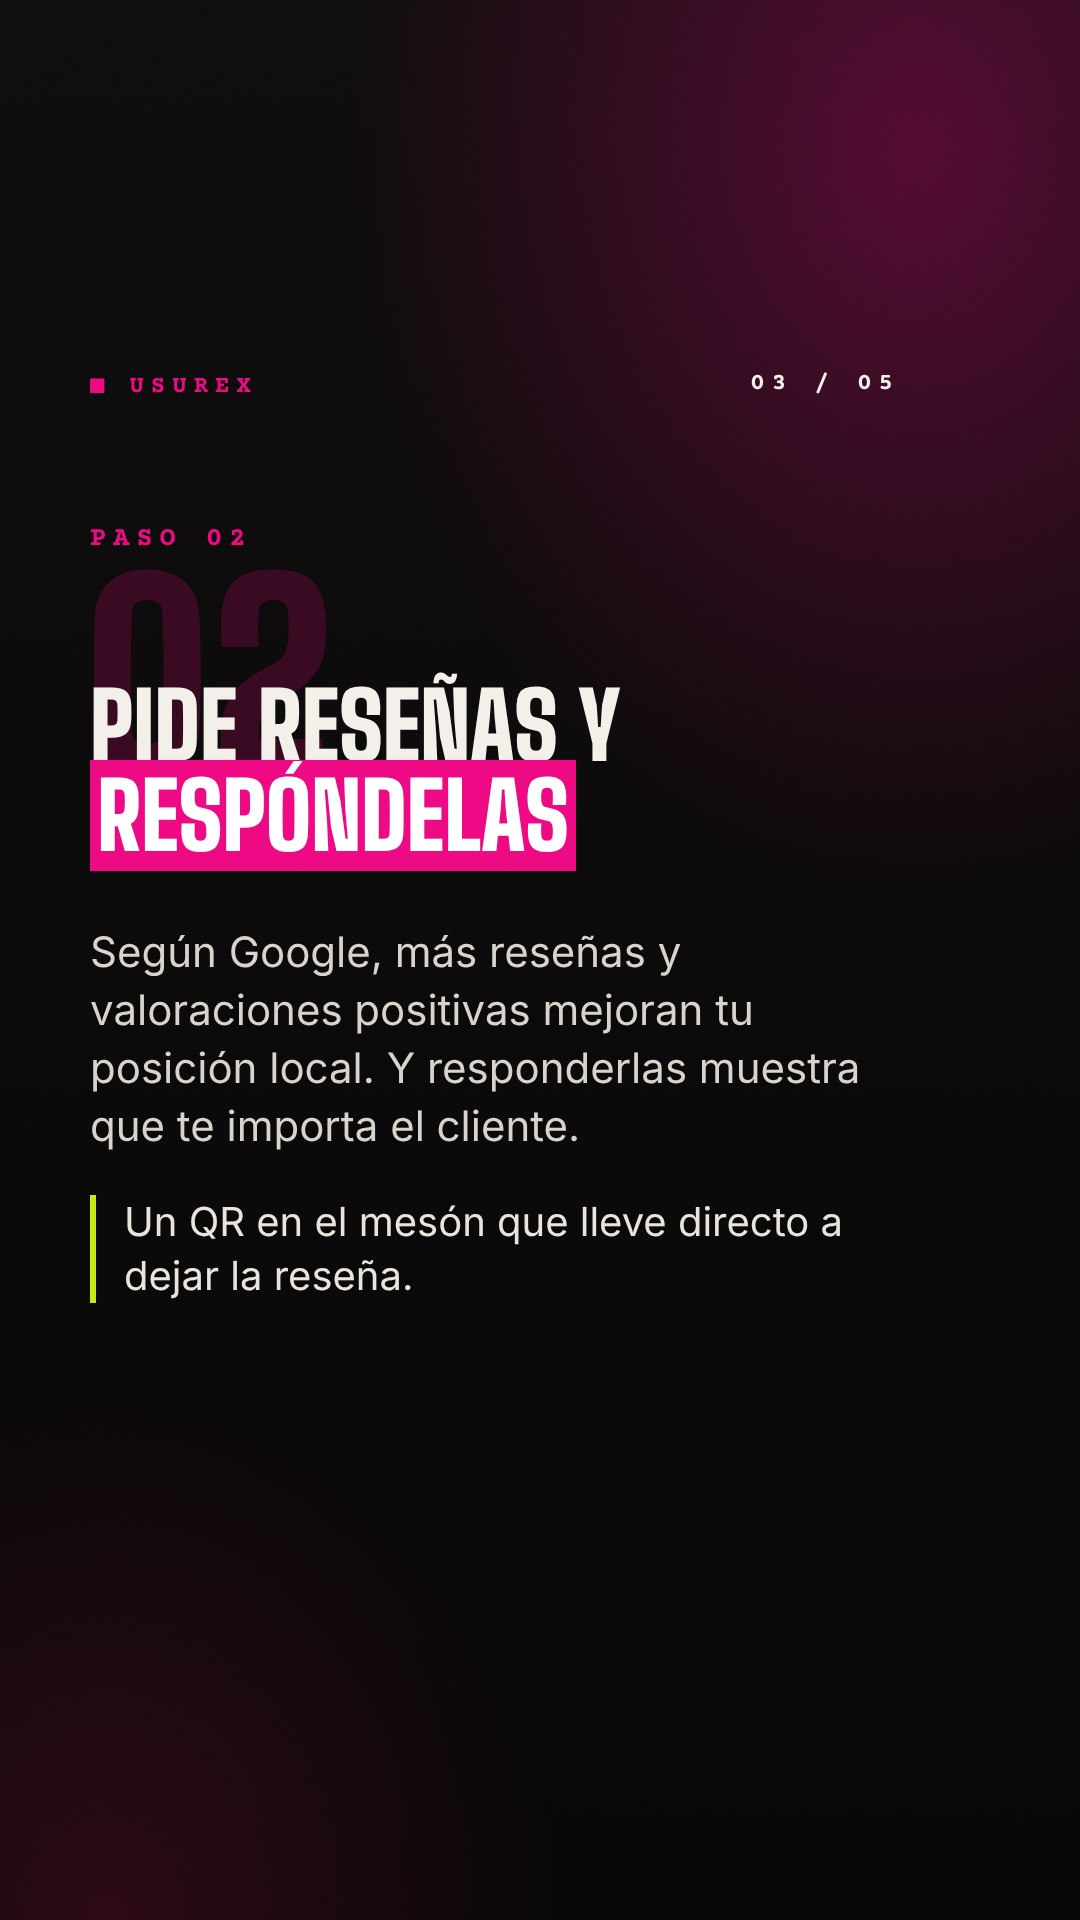 USUREX
03 / 05
PASO 02
02
PIDE RESEÑAS Y
RESPÓNDELAS
Según Google, más reseñas y
valoraciones positivas mejoran tu
posición local. Y responderlas muestra
que te importa el cliente.
Un QR en el mesón que lleve directo a
dejar la reseña.